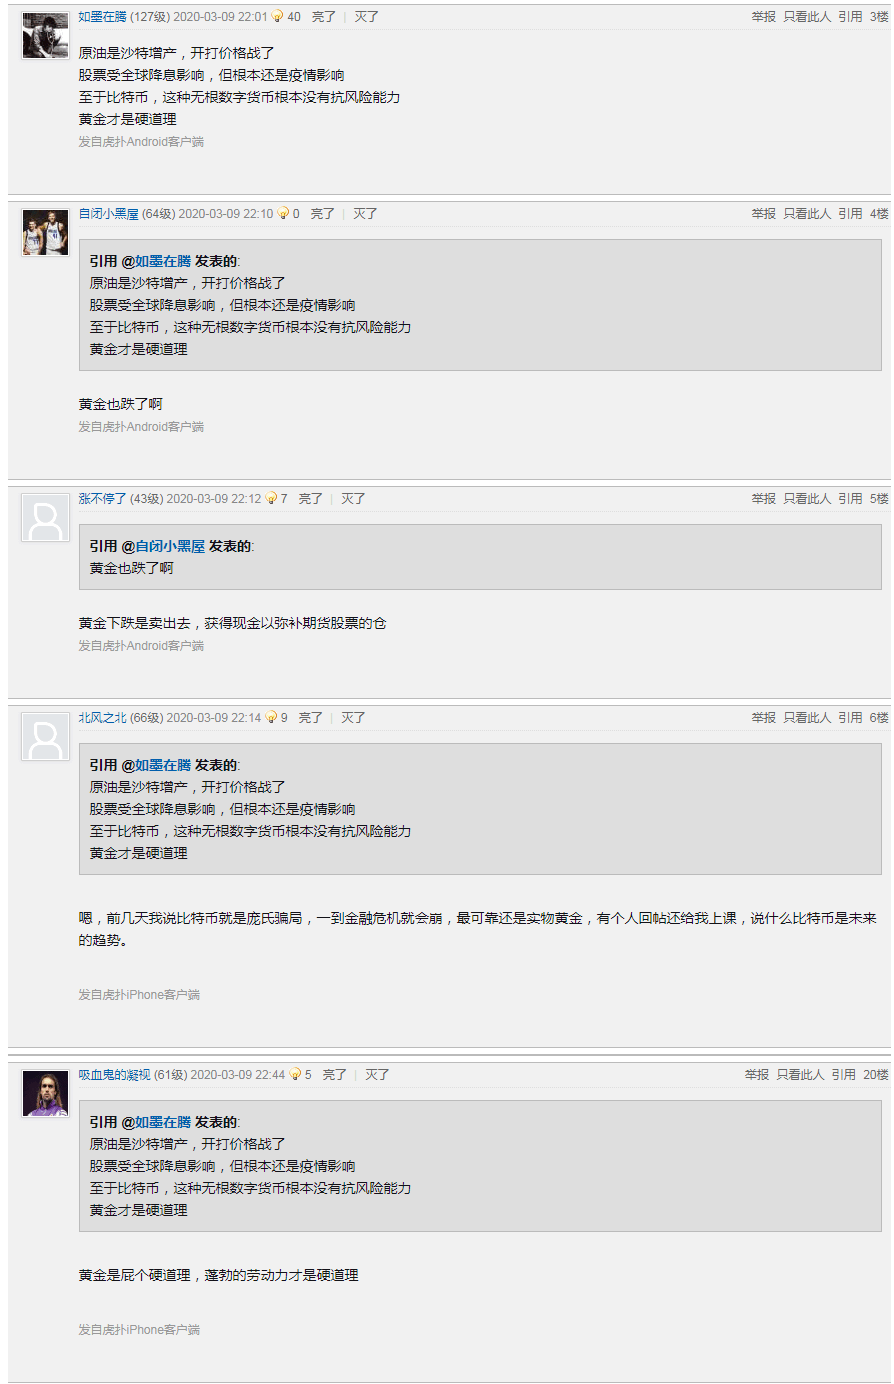 如墨在腾 (127级) 2020-03-09 22:01 40 亮了 | 灭了 举报 只看此人 引用 3楼
原油是沙特增产，开打价格战了
股票受全球降息影响，但根本还是疫情影响
至于比特币，这种无根数字货币根本没有抗风险能力
黄金才是硬道理
发自虎扑Android客户端
自闭小黑屋 (64级) 2020-03-09 22:10 0 亮了 | 灭了 举报 只看此人 引用 4楼
引用 @如墨在腾 发表的:
原油是沙特增产，开打价格战了
股票受全球降息影响，但根本还是疫情影响
至于比特币，这种无根数字货币根本没有抗风险能力
黄金才是硬道理
黄金也跌了啊
发自虎扑Android客户端
涨不停了 (43级) 2020-03-09 22:12 7 亮了 | 灭了 举报 只看此人 引用 5楼
引用 @自闭小黑屋 发表的:
黄金也跌了啊
黄金下跌是卖出去，获得现金以弥补期货股票的仓
发自虎扑Android客户端
北风之北 (66级) 2020-03-09 22:14 9 亮了 | 灭了 举报 只看此人 引用 6楼
引用 @如墨在腾 发表的:
原油是沙特增产，开打价格战了
股票受全球降息影响，但根本还是疫情影响
至于比特币，这种无根数字货币根本没有抗风险能力
黄金才是硬道理
嗯，前几天我说比特币就是庞氏骗局，一到金融危机就会崩，最可靠还是实物黄金，有个人回帖还给我上课，说什么比特币是未来
的趋势。
发自虎扑iPhone客户端
吸血鬼的凝视 (61级) 2020-03-09 22:44 5 亮了 | 灭了 举报 只看此人 引用 20楼
引用 @如墨在腾 发表的:
原油是沙特增产，开打价格战了
股票受全球降息影响，但根本还是疫情影响
至于比特币，这种无根数字货币根本没有抗风险能力
黄金才是硬道理
黄金是屁个硬道理，蓬勃的劳动力才是硬道理
发自虎扑iPhone客户端